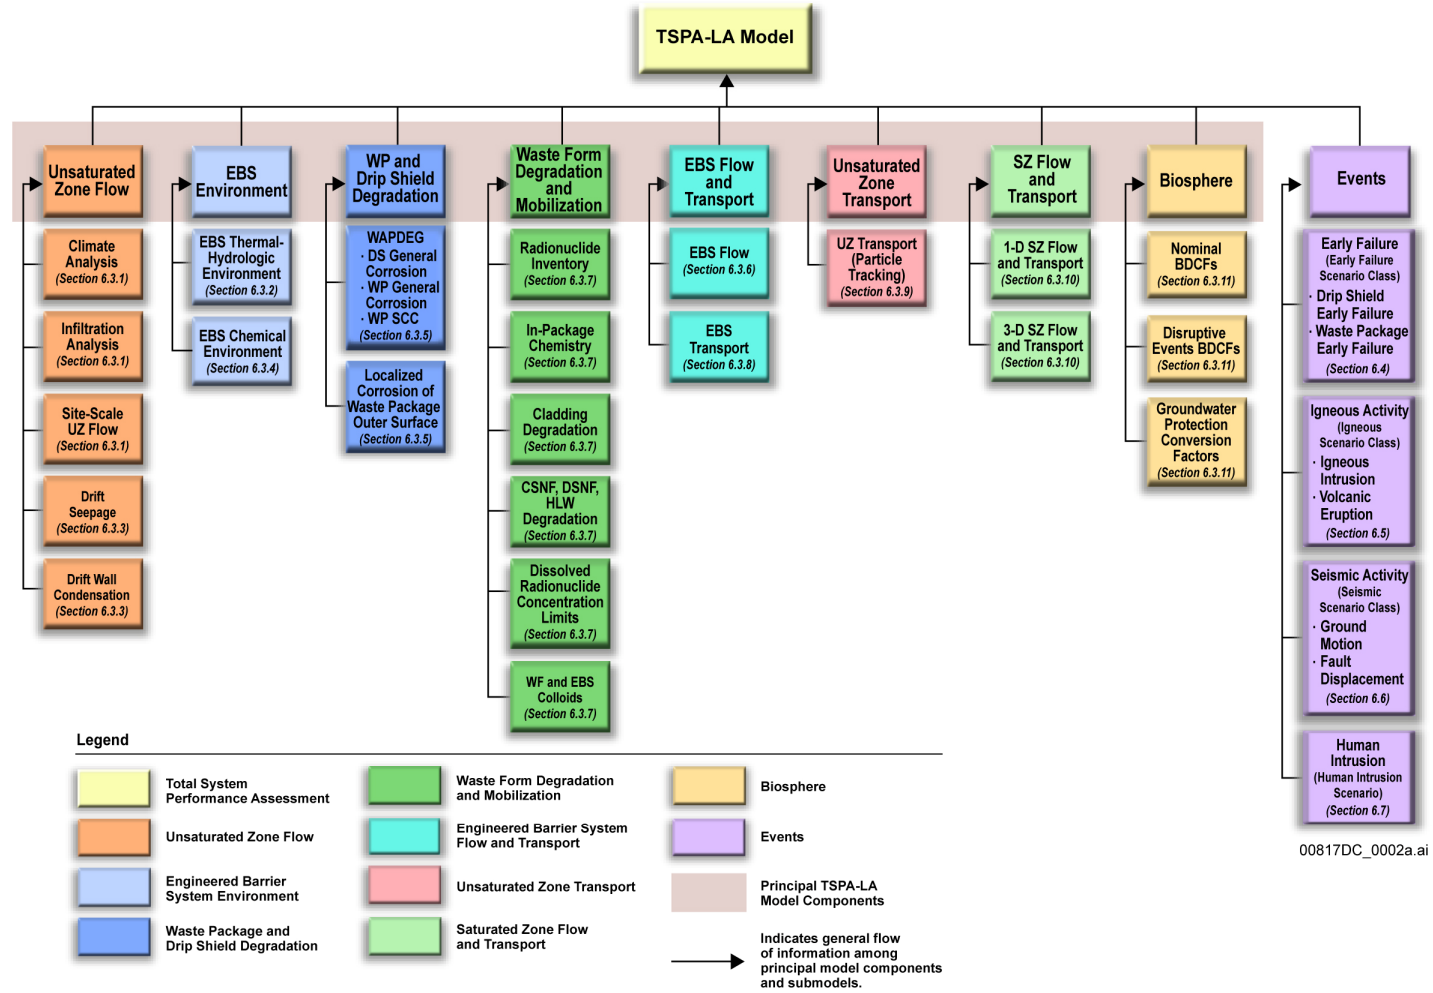 TSPA-LA Model
Unsaturated
Zone Flow
Climate
Analysis
(Section 6.3.1)
Infiltration
Analysis
(Section 6.3.1)
Site-Scale
UZ Flow
(Section 6.3.1)
Drift
Seepage
(Section 6.3.3)
Drift Wall
Condensation
(Section 6.3.3)
EBS
Environment
EBS Thermal-
Hydrologic
Environment
(Section 6.3.2)
EBS Chemical
Environment
(Section 6.3.4)
WP and
Drip Shield
Degradation
WAPDEG
· DS General
Corrosion
· WP General
Corrosion
· WP SCC
(Section 6.3.5)
Localized
Corrosion of
Waste Package
Outer Surface
(Section 6.3.5)
Waste Form
Degradation
and
Mobilization
Radionuclide
Inventory
(Section 6.3.7)
In-Package
Chemistry
(Section 6.3.7)
Cladding
Degradation
(Section 6.3.7)
CSNF, DSNF,
HLW
Degradation
(Section 6.3.7)
Dissolved
Radionuclide
Concentration
Limits
(Section 6.3.7)
WF and EBS
Colloids
(Section 6.3.7)
EBS Flow
and
Transport
EBS Flow
(Section 6.3.6)
EBS
Transport
(Section 6.3.8)
Unsaturated
Zone
Transport
UZ Transport
(Particle
Tracking)
(Section 6.3.9)
SZ Flow
and
Transport
1-D SZ Flow
and Transport
(Section 6.3.10)
3-D SZ Flow
and Transport
(Section 6.3.10)
Biosphere
Nominal
BDCFs
(Section 6.3.11)
Disruptive
Events BDCFs
(Section 6.3.11)
Groundwater
Protection
Conversion
Factors
(Section 6.3.11)
Events
Early Failure
(Early Failure
Scenario Class)
· Drip Shield
Early Failure
· Waste Package
Early Failure
(Section 6.4)
Igneous Activity
(Igneous
Scenario Class)
· Igneous
Intrusion
· Volcanic
Eruption
(Section 6.5)
Seismic Activity
(Seismic
Scenario Class)
· Ground
Motion
· Fault
Displacement
(Section 6.6)
Human
Intrusion
(Human Intrusion
Scenario)
(Section 6.7)
00817DC_0002a.ai
Legend
Total System
Performance Assessment
Unsaturated Zone Flow
Engineered Barrier
System Environment
Waste Package and
Drip Shield Degradation
Waste Form Degradation
and Mobilization
Engineered Barrier System
Flow and Transport
Unsaturated Zone Transport
Saturated Zone Flow
and Transport
Biosphere
Events
Principal TSPA-LA
Model Components
Indicates general flow
of information among
principal model components
and submodels.